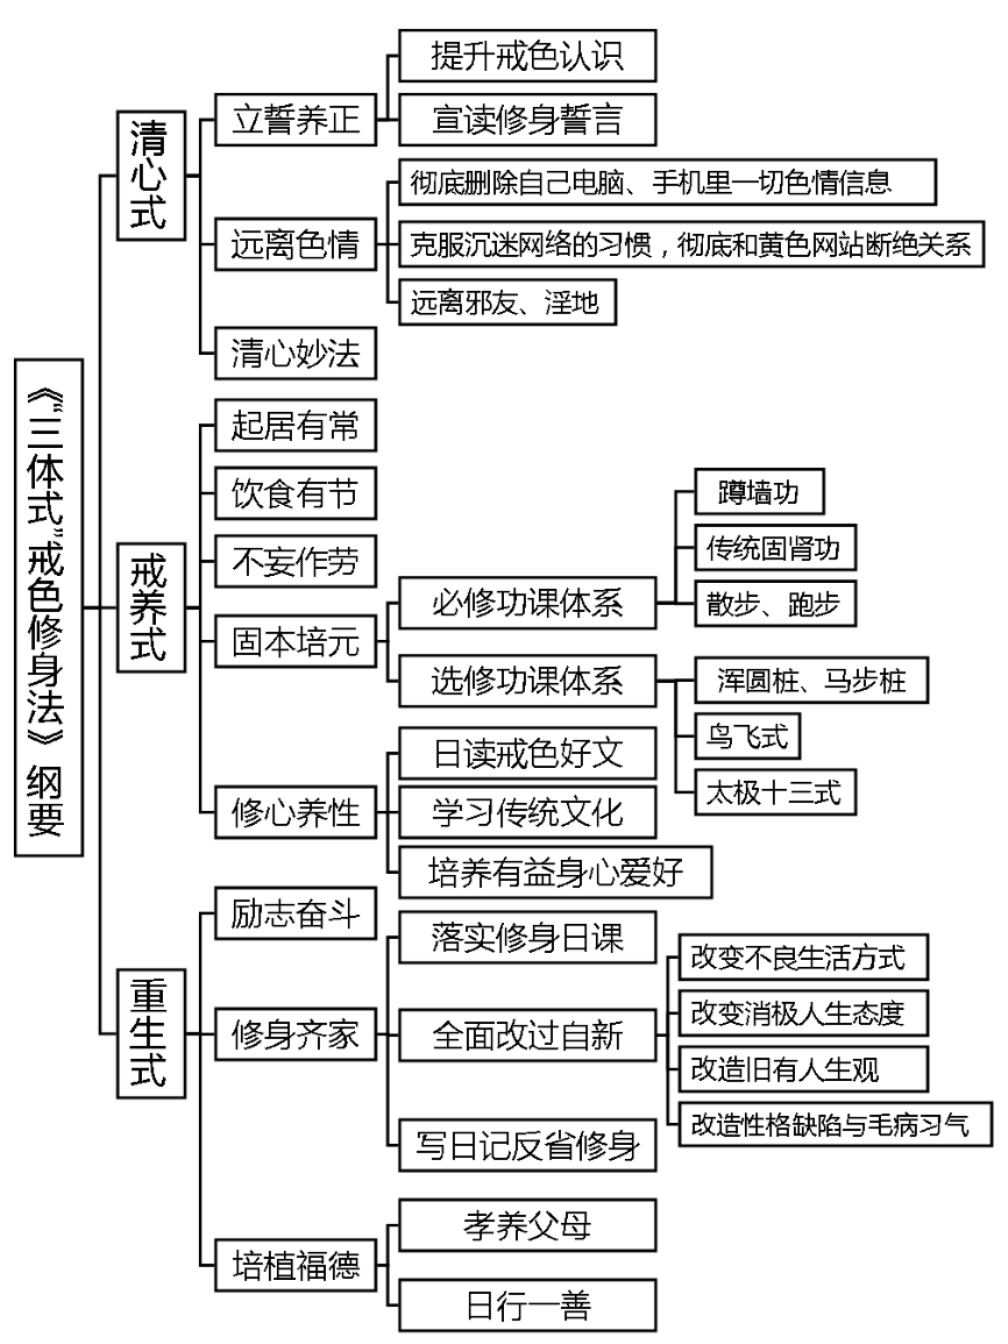 《“三体式”戒色修身法》纲要
清心式
立誓养正
提升戒色认识
宣读修身誓言
远离色情
彻底删除自己电脑、手机里一切色情信息
克服沉迷网络的习惯，彻底和黄色网站断绝关系
远离邪友、淫地
清心妙法
戒养式
起居有常
饮食有节
不妄作劳
固本培元
必修功课体系
蹲墙功
传统固肾功
散步、跑步
选修功课体系
浑圆桩、马步桩
鸟飞式
太极十三式
修心养性
日读戒色好文
学习传统文化
培养有益身心爱好
重生式
励志奋斗
修身齐家
落实修身日课
全面改过自新
改变不良生活方式
改变消极人生态度
改造旧有人生观
改造性格缺陷与毛病习气
写日记反省修身
培植福德
孝养父母
日行一善